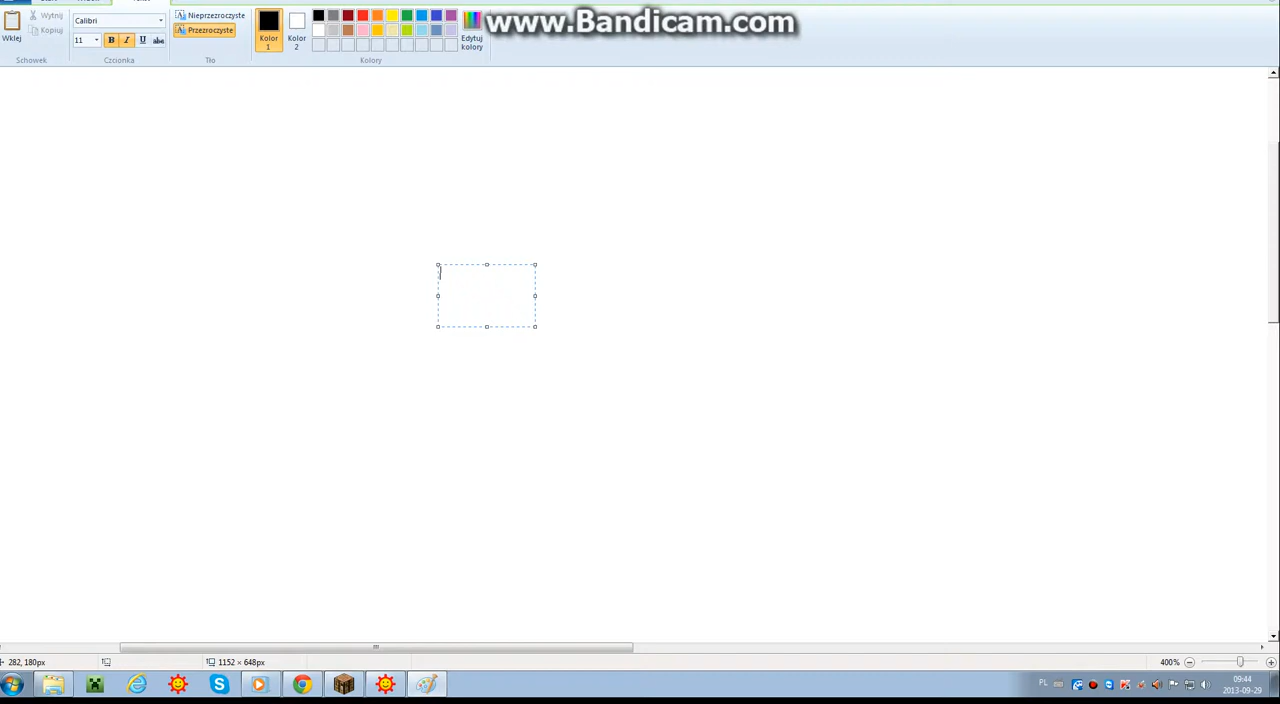 www.Bandicam.com
Wytnij
Kopiuj
Wklej
Schowek
Calibri
11
B I U abc
Czcionka
Nieprzezroczyste
Przezroczyste
Tło
Kolor 1
Kolor 2
Edytuj kolory
Kolory
282, 180px
1152 × 648px
400%
PL
09:44
2013-09-29